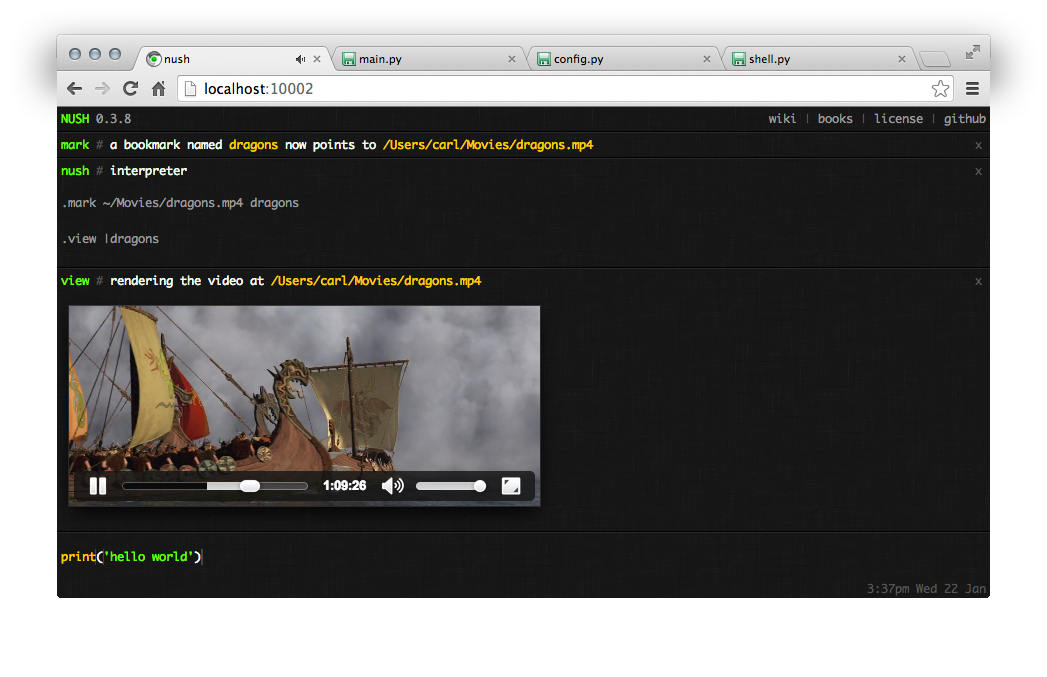 nush main.py config.py shell.py
localhost:10002
NUSH 0.3.8 wiki | books | license | github
mark # a bookmark named dragons now points to /Users/carl/Movies/dragons.mp4 x
nush # interpreter x
.mark ~/Movies/dragons.mp4 dragons
.view |dragons
view # rendering the video at /Users/carl/Movies/dragons.mp4 x
1:09:26
print('hello world')
3:37pm Wed 22 Jan